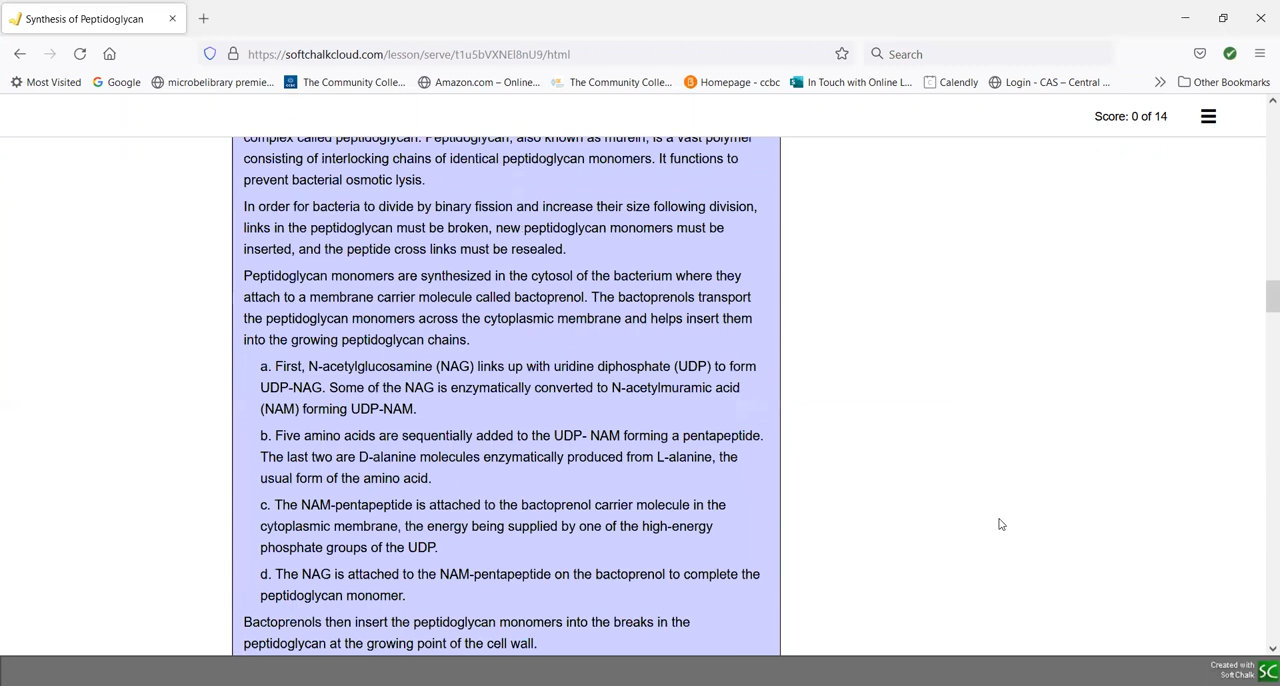 Synthesis of Peptidoglycan
https://softchalkcloud.com/lesson/serve/t1u5bVXNEl8nU9/html
Search
Most Visited
Google
microbelibrary premie...
The Community Colle...
Amazon.com – Online...
The Community Colle...
Homepage - ccbc
In Touch with Online L...
Calendly
Login - CAS – Central ...
Other Bookmarks
Score: 0 of 14
complex called peptidoglycan. Peptidoglycan, also known as murein, is a vast polymer
consisting of interlocking chains of identical peptidoglycan monomers. It functions to
prevent bacterial osmotic lysis.
In order for bacteria to divide by binary fission and increase their size following division,
links in the peptidoglycan must be broken, new peptidoglycan monomers must be
inserted, and the peptide cross links must be resealed.
Peptidoglycan monomers are synthesized in the cytosol of the bacterium where they
attach to a membrane carrier molecule called bactoprenol. The bactoprenols transport
the peptidoglycan monomers across the cytoplasmic membrane and helps insert them
into the growing peptidoglycan chains.
a. First, N-acetylglucosamine (NAG) links up with uridine diphosphate (UDP) to form
UDP-NAG. Some of the NAG is enzymatically converted to N-acetylmuramic acid
(NAM) forming UDP-NAM.
b. Five amino acids are sequentially added to the UDP- NAM forming a pentapeptide.
The last two are D-alanine molecules enzymatically produced from L-alanine, the
usual form of the amino acid.
c. The NAM-pentapeptide is attached to the bactoprenol carrier molecule in the
cytoplasmic membrane, the energy being supplied by one of the high-energy
phosphate groups of the UDP.
d. The NAG is attached to the NAM-pentapeptide on the bactoprenol to complete the
peptidoglycan monomer.
Bactoprenols then insert the peptidoglycan monomers into the breaks in the
peptidoglycan at the growing point of the cell wall.
Created with
SoftChalk
SC